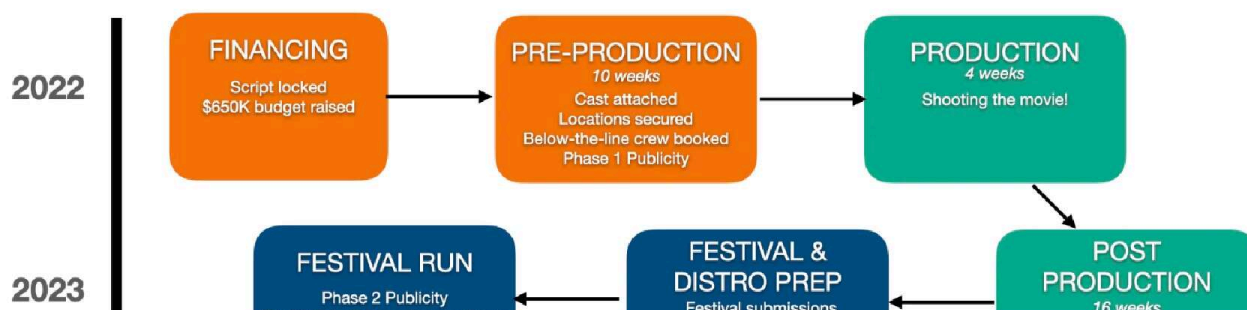 2022
FINANCING
Script locked
$650K budget raised
PRE-PRODUCTION
10 weeks
Cast attached
Locations secured
Below-the-line crew booked
Phase 1 Publicity
PRODUCTION
4 weeks
Shooting the movie!
2023
POST
PRODUCTION
16 weeks
FESTIVAL &
DISTRO PREP
Festival submissions
FESTIVAL RUN
Phase 2 Publicity